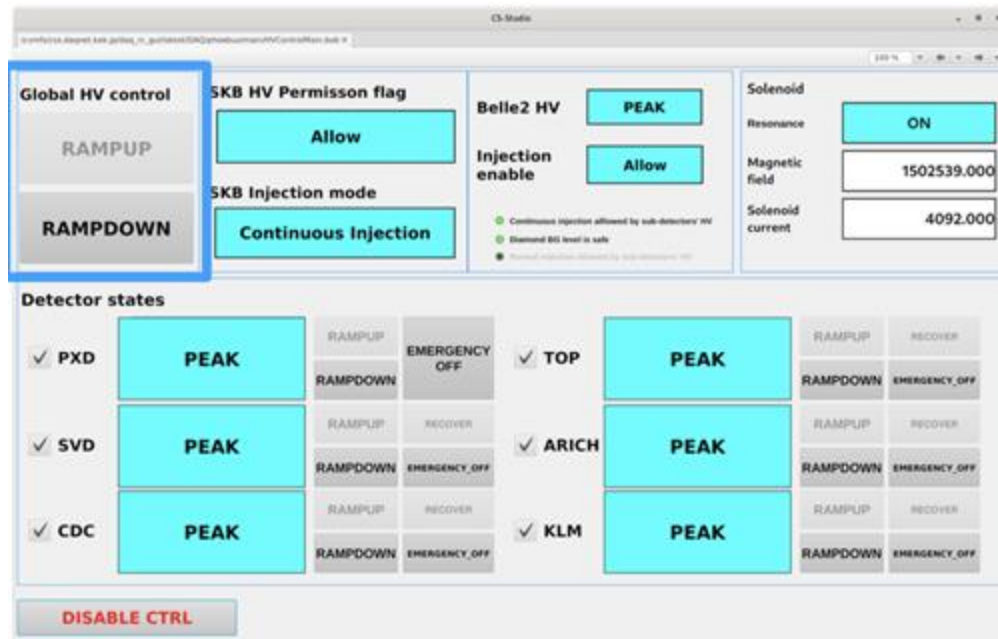 CS-Studio
100 %
Global HV control
RAMPUP
RAMPDOWN
SKB HV Permisson flag
Allow
SKB Injection mode
Continuous Injection
Belle2 HV
PEAK
Injection
enable
Allow
Continuous injection allowed by sub-detectors' HV
Diamond BG level is safe
Solenoid
Resonance
ON
Magnetic
field
1502539.000
Solenoid
current
4092.000
Detector states
PXD
PEAK
RAMPUP
RAMPDOWN
EMERGENCY
OFF
TOP
PEAK
RAMPUP
RECOVER
RAMPDOWN
EMERGENCY_OFF
SVD
PEAK
RAMPUP
RECOVER
RAMPDOWN
EMERGENCY_OFF
ARICH
PEAK
RAMPUP
RECOVER
RAMPDOWN
EMERGENCY_OFF
CDC
PEAK
RAMPUP
RECOVER
RAMPDOWN
EMERGENCY_OFF
KLM
PEAK
RAMPUP
RECOVER
RAMPDOWN
EMERGENCY_OFF
DISABLE CTRL